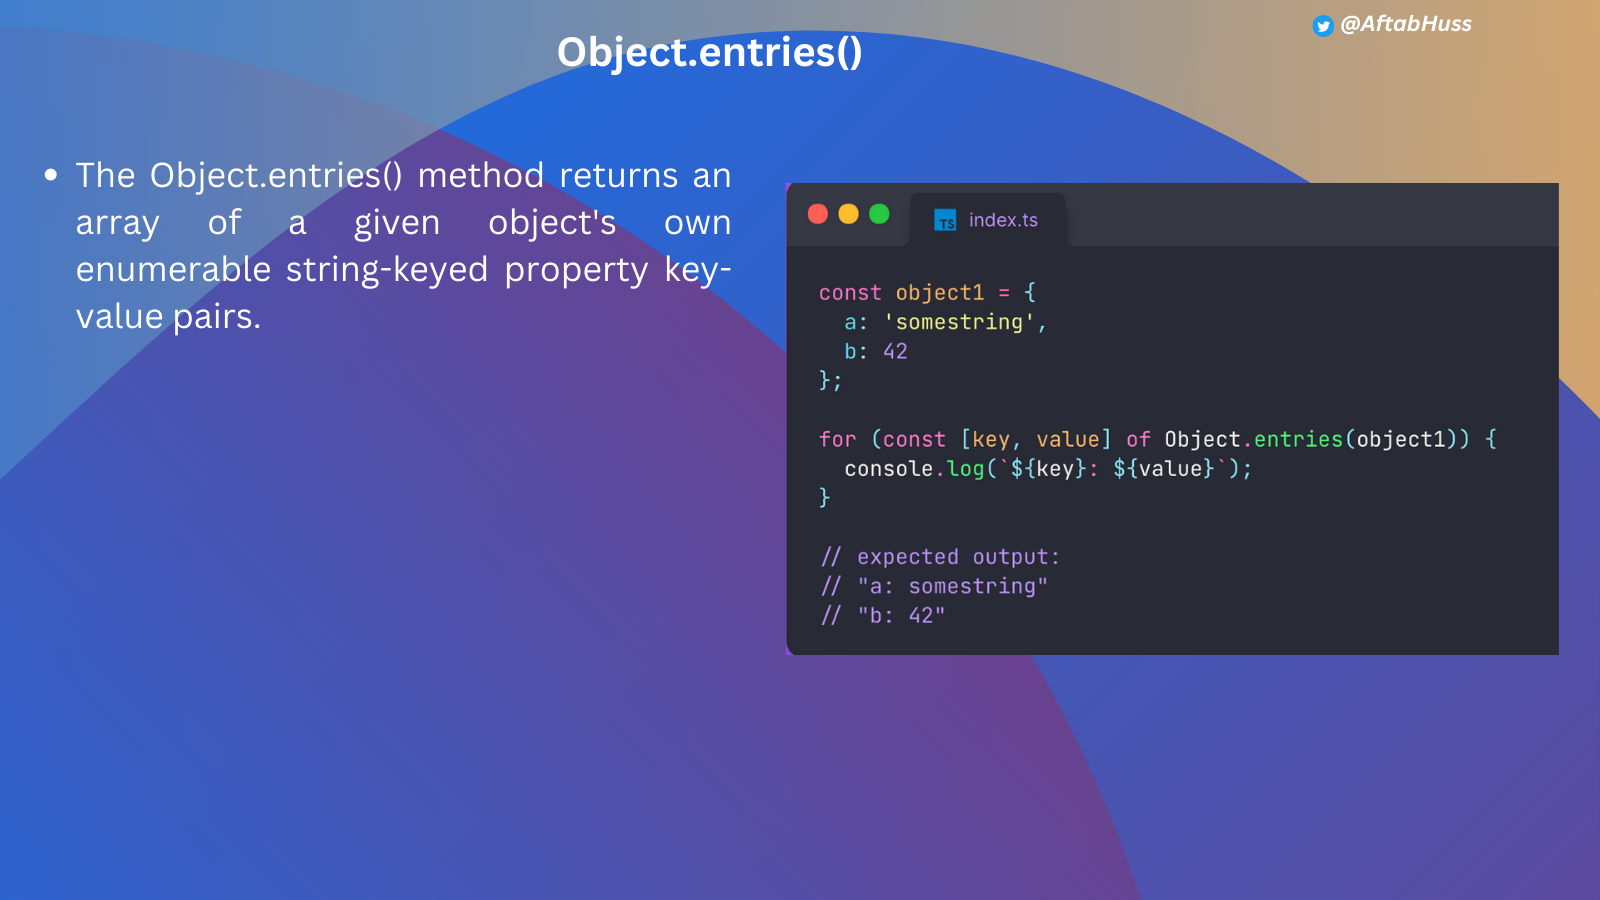 Object.entries()
@AftabHuss
• The Object.entries() method returns an
array of a given object's own
enumerable string-keyed property key-
value pairs.
TS index.ts
const object1 = {
  a: 'somestring',
  b: 42
};

for (const [key, value] of Object.entries(object1)) {
  console.log(`${key}: ${value}`);
}

// expected output:
// "a: somestring"
// "b: 42"